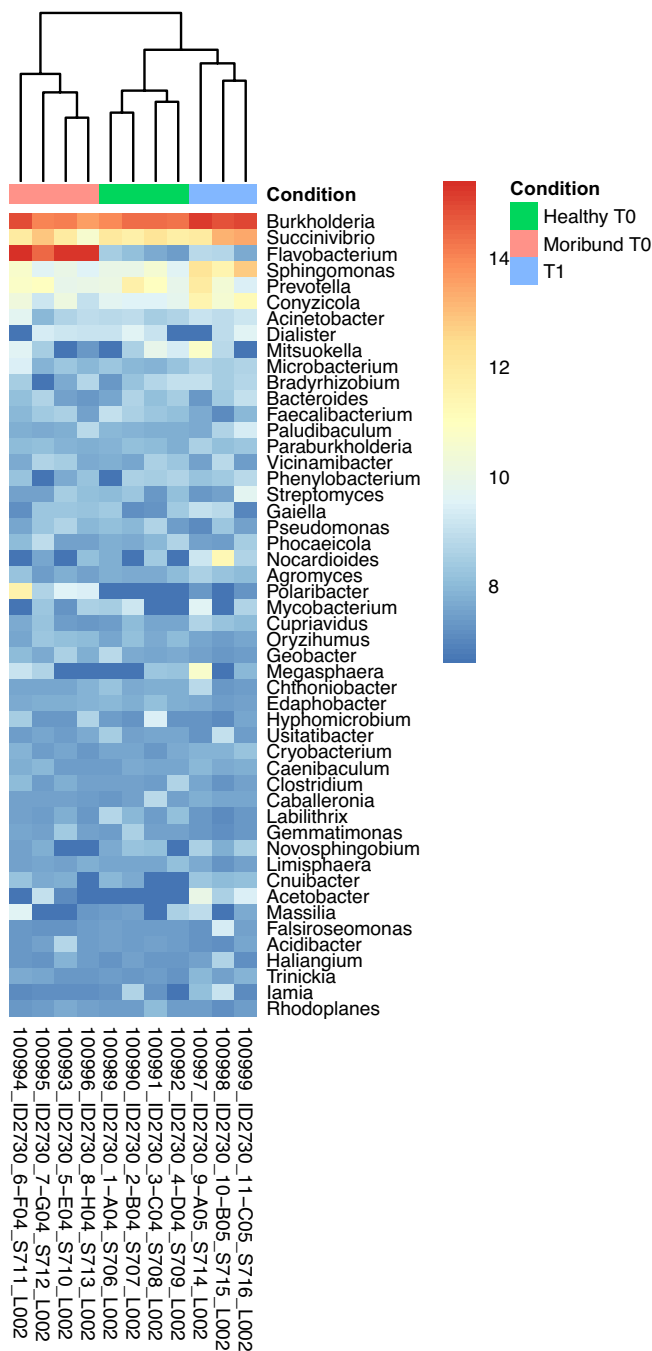 Condition
Burkholderia
Succinivibrio
Flavobacterium
Sphingomonas
Prevotella
Conyzicola
Acinetobacter
Dialister
Mitsuokella
Microbacterium
Bradyrhizobium
Bacteroides
Faecalibacterium
Paludibaculum
Paraburkholderia
Vicinamibacter
Phenylobacterium
Streptomyces
Gaiella
Pseudomonas
Phocaeicola
Nocardioides
Agromyces
Polaribacter
Mycobacterium
Cupriavidus
Oryzihumus
Geobacter
Megasphaera
Chthoniobacter
Edaphobacter
Hyphomicrobium
Usitatibacter
Cryobacterium
Caenibaculum
Clostridium
Caballeronia
Labilithrix
Gemmatimonas
Novosphingobium
Limisphaera
Cnuibacter
Acetobacter
Massilia
Falsiroseomonas
Acidibacter
Haliangium
Trinickia
Iamia
Rhodoplanes
14
12
10
8
Condition
Healthy T0
Moribund T0
T1
100994_ID2730_6-F04_S711_L002
100995_ID2730_7-G04_S712_L002
100993_ID2730_5-E04_S710_L002
100996_ID2730_8-H04_S713_L002
100989_ID2730_1-A04_S706_L002
100990_ID2730_2-B04_S707_L002
100991_ID2730_3-C04_S708_L002
100992_ID2730_4-D04_S709_L002
100997_ID2730_9-A05_S714_L002
100998_ID2730_10-B05_S715_L002
100999_ID2730_11-C05_S716_L002